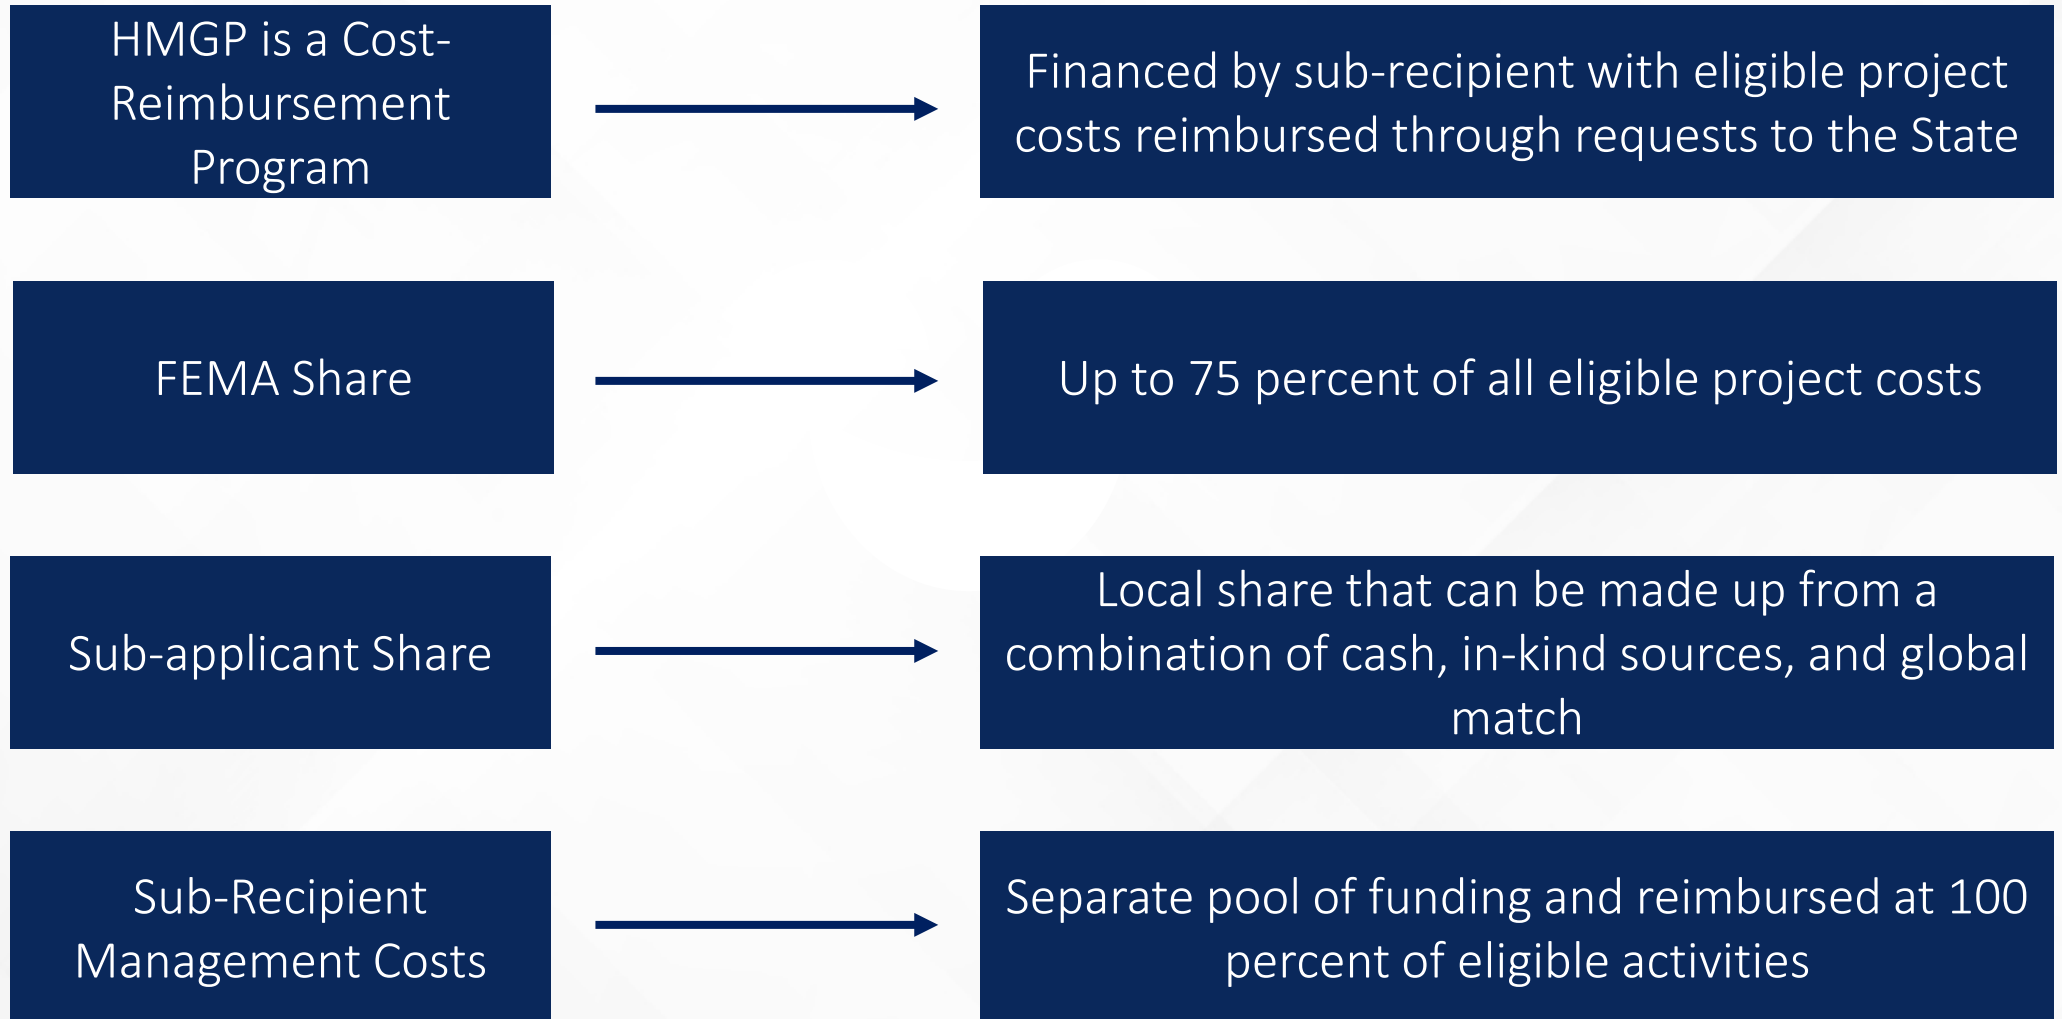 HMGP is a Cost-
Reimbursement
Program
Financed by sub-recipient with eligible project
costs reimbursed through requests to the State
FEMA Share
Up to 75 percent of all eligible project costs
Sub-applicant Share
Local share that can be made up from a
combination of cash, in-kind sources, and global
match
Sub-Recipient
Management Costs
Separate pool of funding and reimbursed at 100
percent of eligible activities